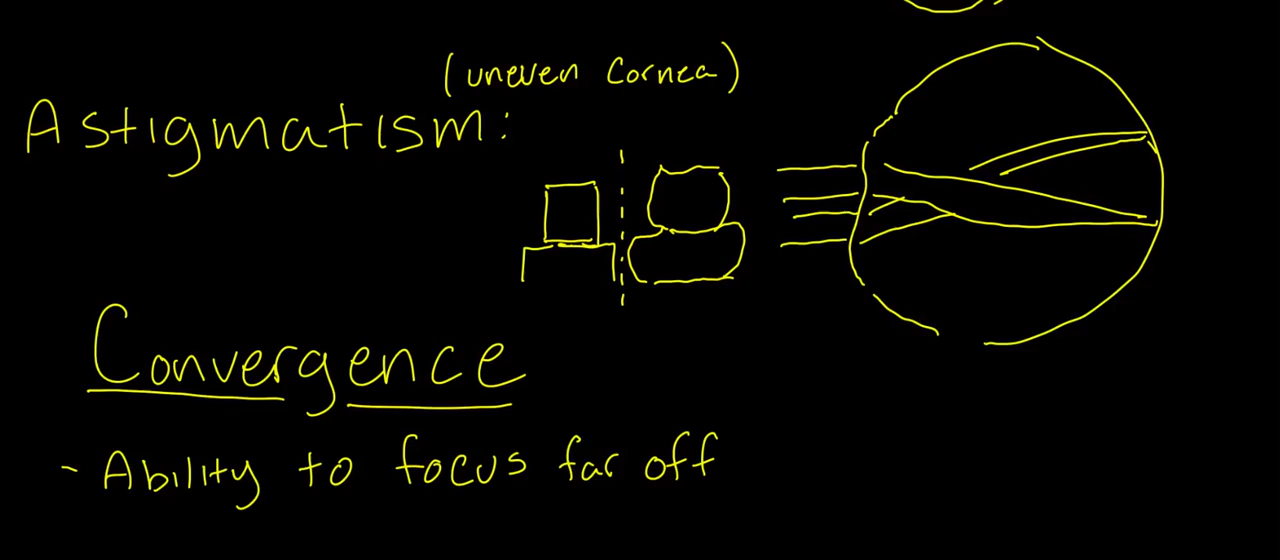 (uneven cornea)
Astigmatism:
Convergence
- Ability to focus far off